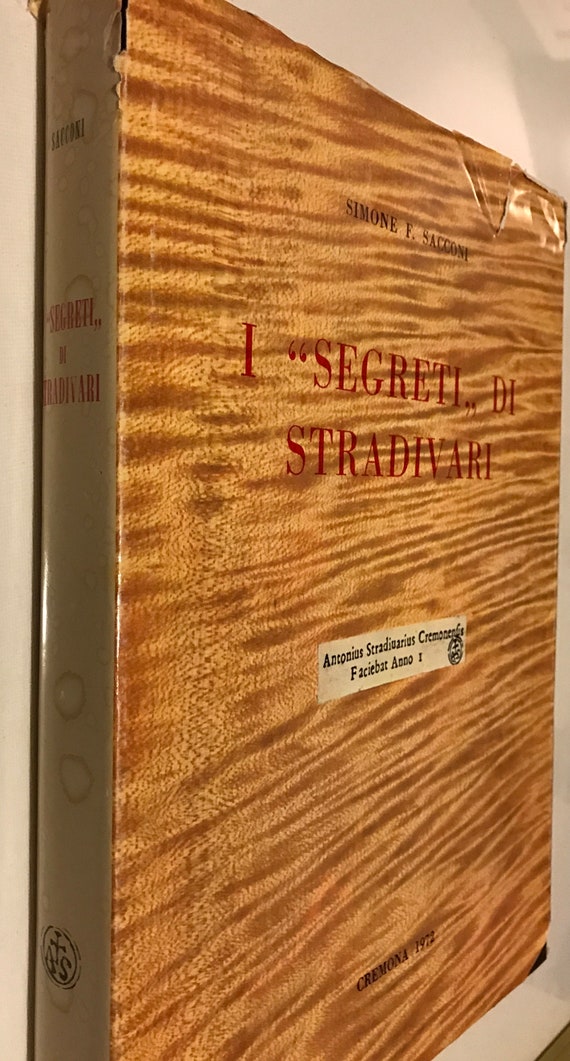 SACCONI
“SEGRETI„
DI
STRADIVARI
SIMONE F. SACCONI
I “SEGRETI„ DI
STRADIVARI
Antonius Stradiuarius Cremonensis
Faciebat Anno 1
CREMONA 1972